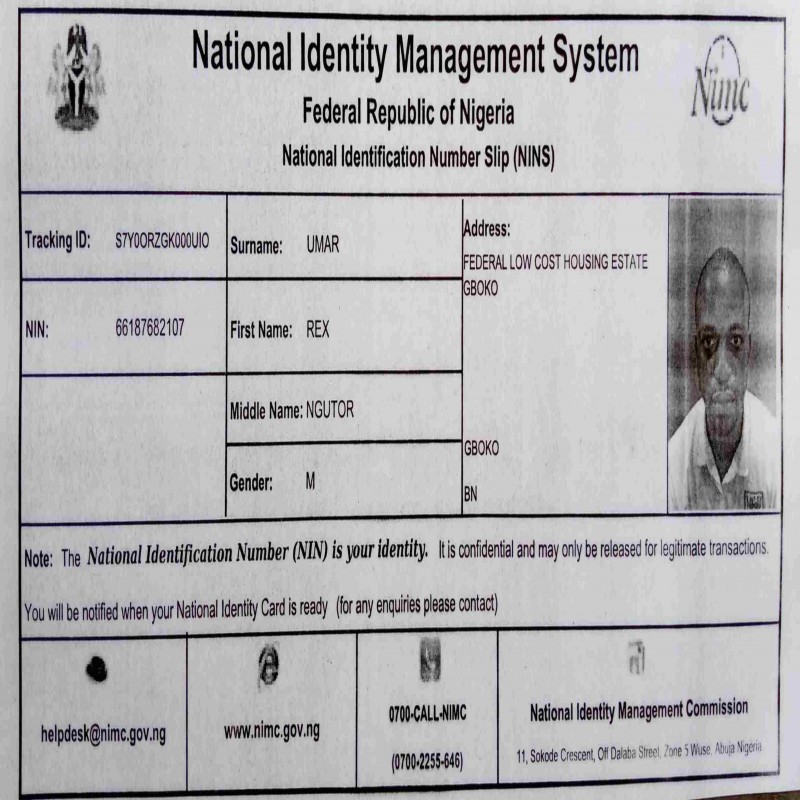 National Identity Management System
Federal Republic of Nigeria
National Identification Number Slip (NINS)
Nimc
Tracking ID: S7Y0ORZGK000UIO
Surname: UMAR
Address:
FEDERAL LOW COST HOUSING ESTATE
GBOKO
NIN: 66187682107
First Name: REX
Middle Name: NGUTOR
GBOKO
Gender: M
BN
Note: The National Identification Number (NIN) is your identity. It is confidential and may only be released for legitimate transactions.
You will be notified when your National Identity Card is ready (for any enquiries please contact)
helpdesk@nimc.gov.ng
www.nimc.gov.ng
0700-CALL-NIMC
(0700-2255-646)
National Identity Management Commission
11, Sokode Crescent, Off Dalaba Street, Zone 5 Wuse, Abuja Nigeria